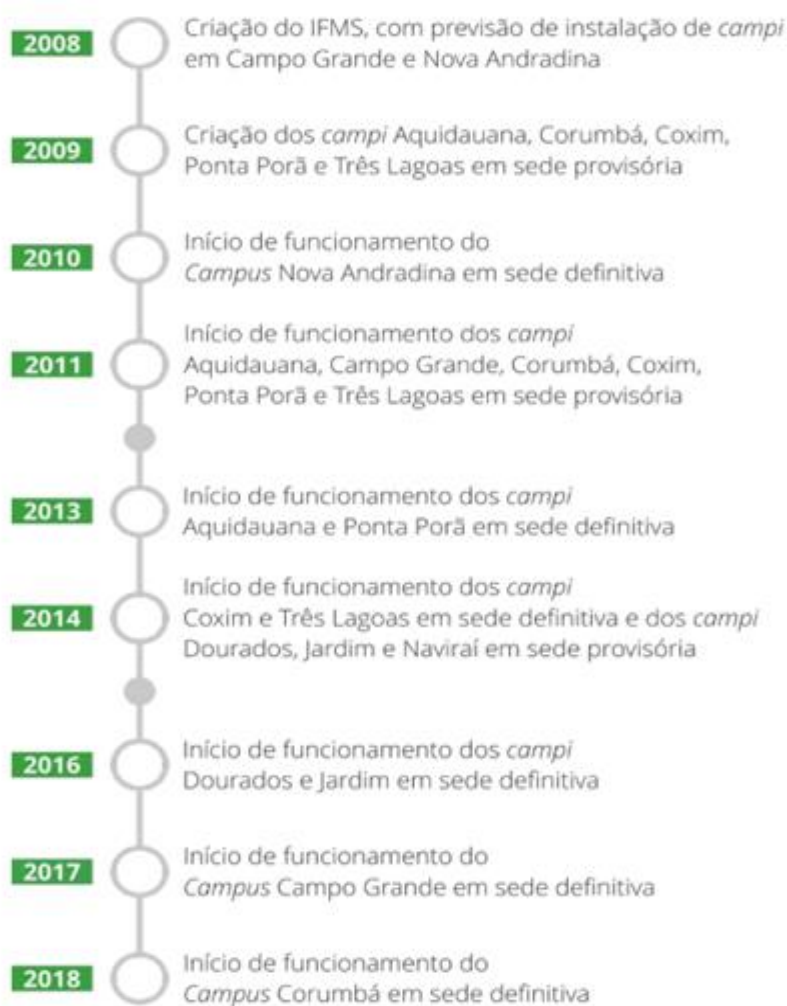 2008
Criação do IFMS, com previsão de instalação de campi
em Campo Grande e Nova Andradina
2009
Criação dos campi Aquidauana, Corumbá, Coxim,
Ponta Porã e Três Lagoas em sede provisória
2010
Início de funcionamento do
Campus Nova Andradina em sede definitiva
2011
Início de funcionamento dos campi
Aquidauana, Campo Grande, Corumbá, Coxim,
Ponta Porã e Três Lagoas em sede provisória
2013
Início de funcionamento dos campi
Aquidauana e Ponta Porã em sede definitiva
2014
Início de funcionamento dos campi
Coxim e Três Lagoas em sede definitiva e dos campi
Dourados, Jardim e Naviraí em sede provisória
2016
Início de funcionamento dos campi
Dourados e Jardim em sede definitiva
2017
Início de funcionamento do
Campus Campo Grande em sede definitiva
2018
Início de funcionamento do
Campus Corumbá em sede definitiva